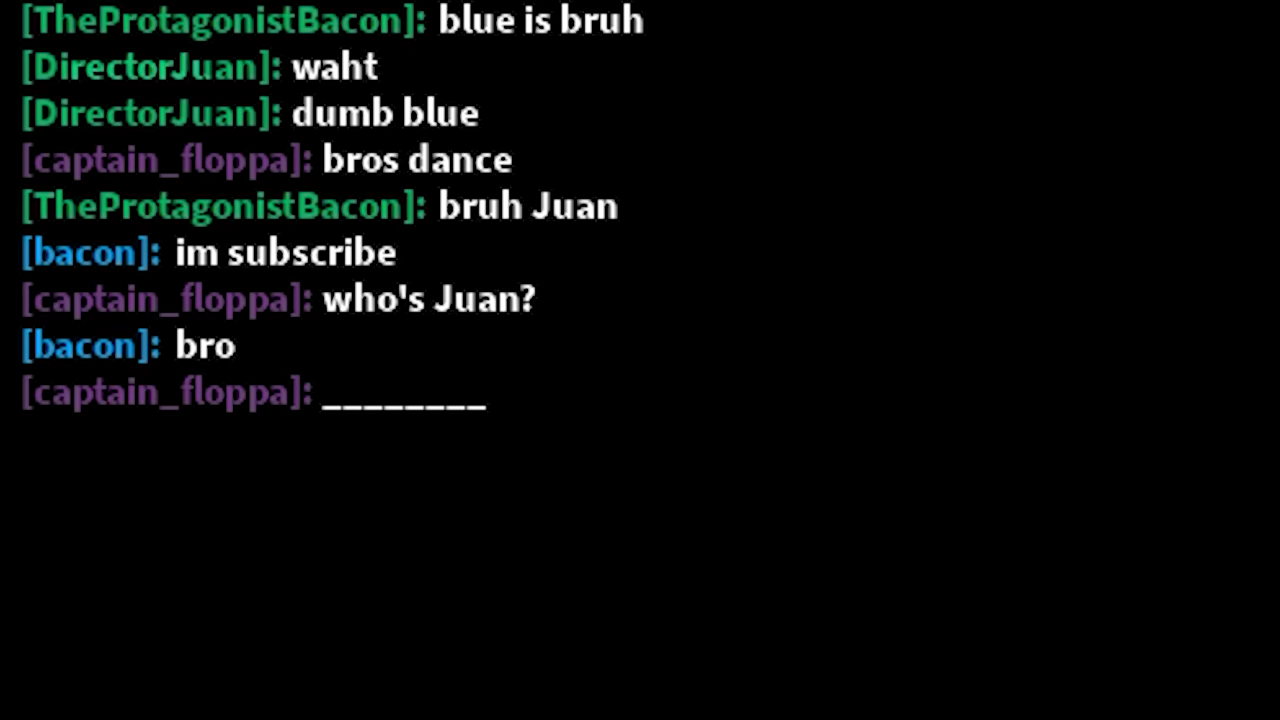 [TheProtagonistBacon]: blue is bruh
[DirectorJuan]: waht
[DirectorJuan]: dumb blue
[captain_floppa]: bros dance
[TheProtagonistBacon]: bruh Juan
[bacon]: im subscribe
[captain_floppa]: who's Juan?
[bacon]: bro
[captain_floppa]: ________